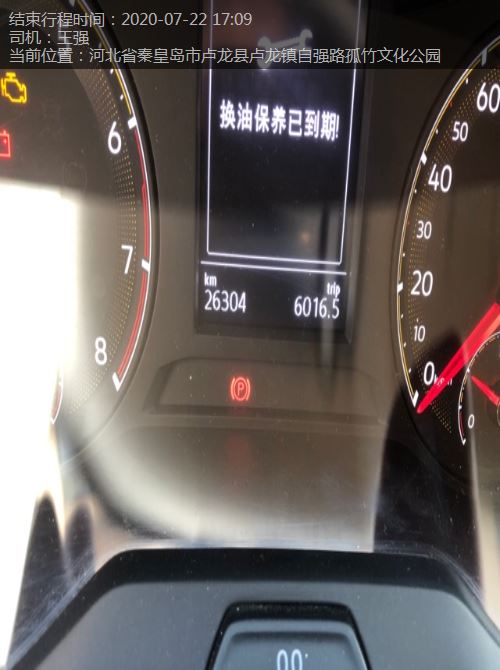 结束行程时间：2020-07-22 17:09
司机：王强
当前位置：河北省秦皇岛市卢龙县卢龙镇自强路孤竹文化公园
换油保养已到期!
km
26304
trip
6016.5
6
7
8
60
50
40
30
20
10
0
0
P